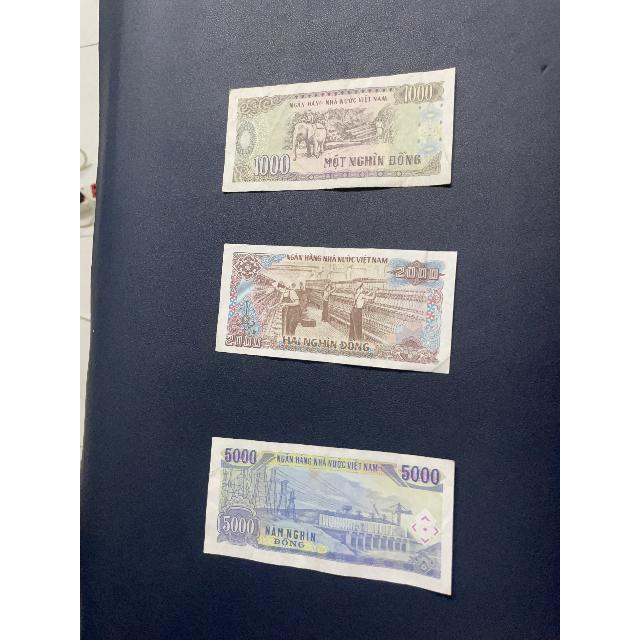 NGÂN HÀNG NHÀ NƯỚC VIỆT NAM
1000
1000
MỘT NGHÌN ĐỒNG
NGÂN HÀNG NHÀ NƯỚC VIỆT NAM
2000
2000
HAI NGHÌN ĐỒNG
5000
NGÂN HÀNG NHÀ NƯỚC VIỆT NAM
5000
5000
NĂM NGHÌN
ĐỒNG